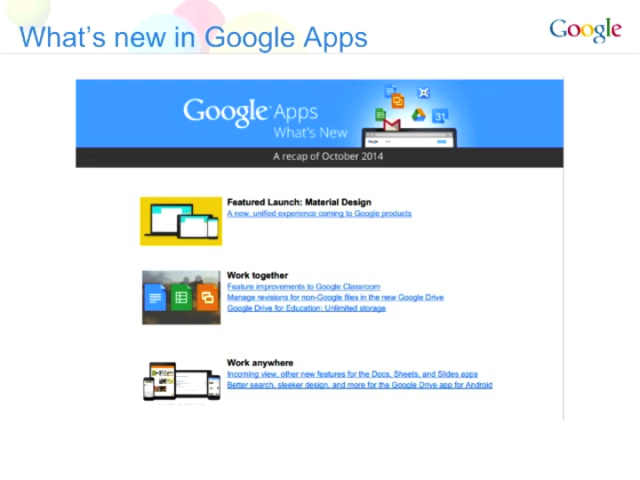 What's new in Google Apps
Google
Google Apps
What's New
31
A recap of October 2014
Featured Launch: Material Design
A new, unified experience coming to Google products
Work together
Feature improvements to Google Classroom
Manage revisions for non-Google files in the new Google Drive
Google Drive for Education: Unlimited storage
Work anywhere
Incoming view, other new features for the Docs, Sheets, and Slides apps
Better search, sleeker design, and more for the Google Drive app for Android